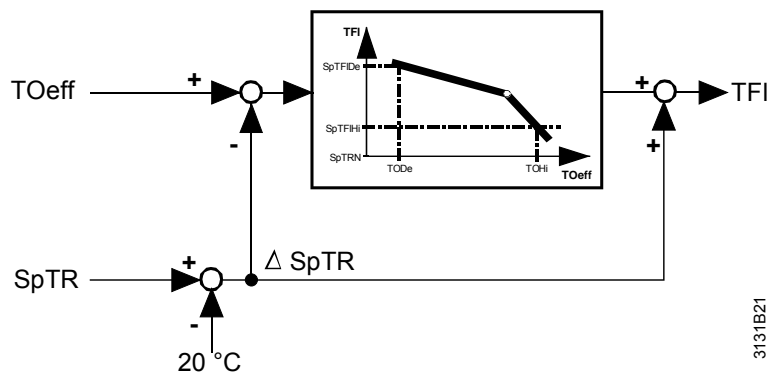 TFI
SpTFIDe
SpTFIHi
SpTRN
TODe
TOHi
TOeff
TOeff
+
-
+
+
TFI
SpTR
+
-
Δ SpTR
20 °C
3131B21